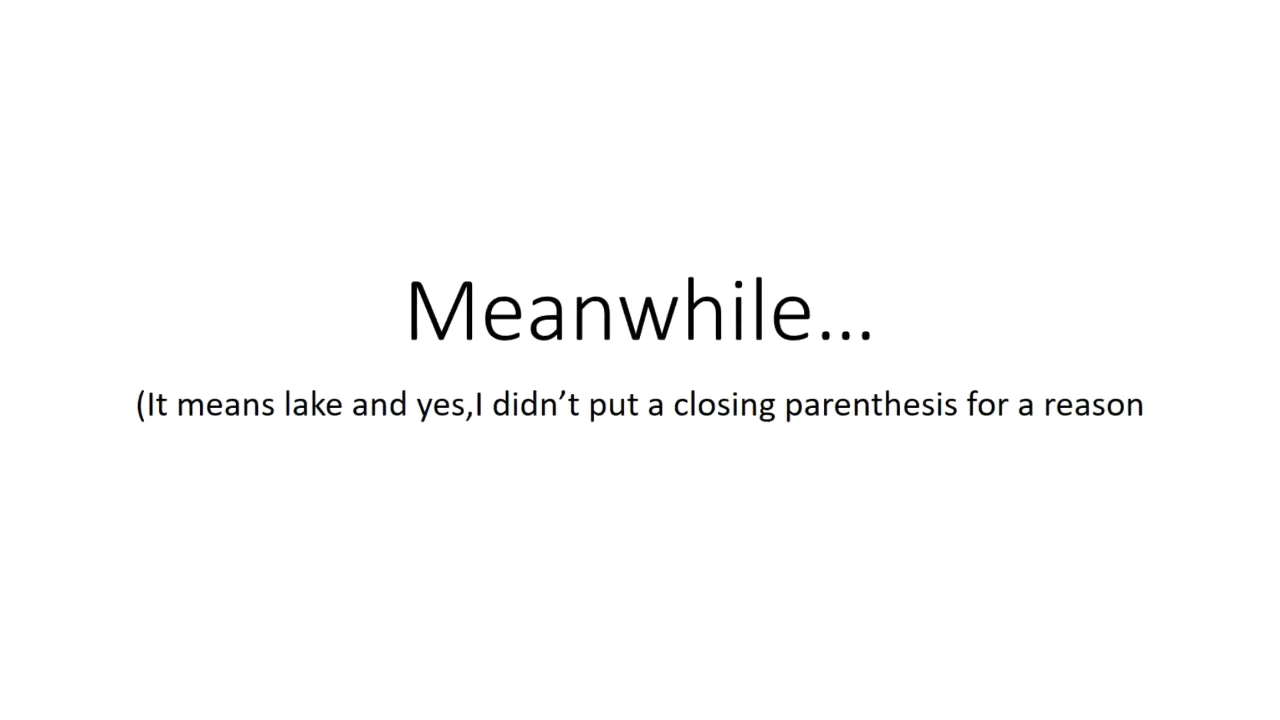 Meanwhile…
(It means lake and yes,I didn’t put a closing parenthesis for a reason